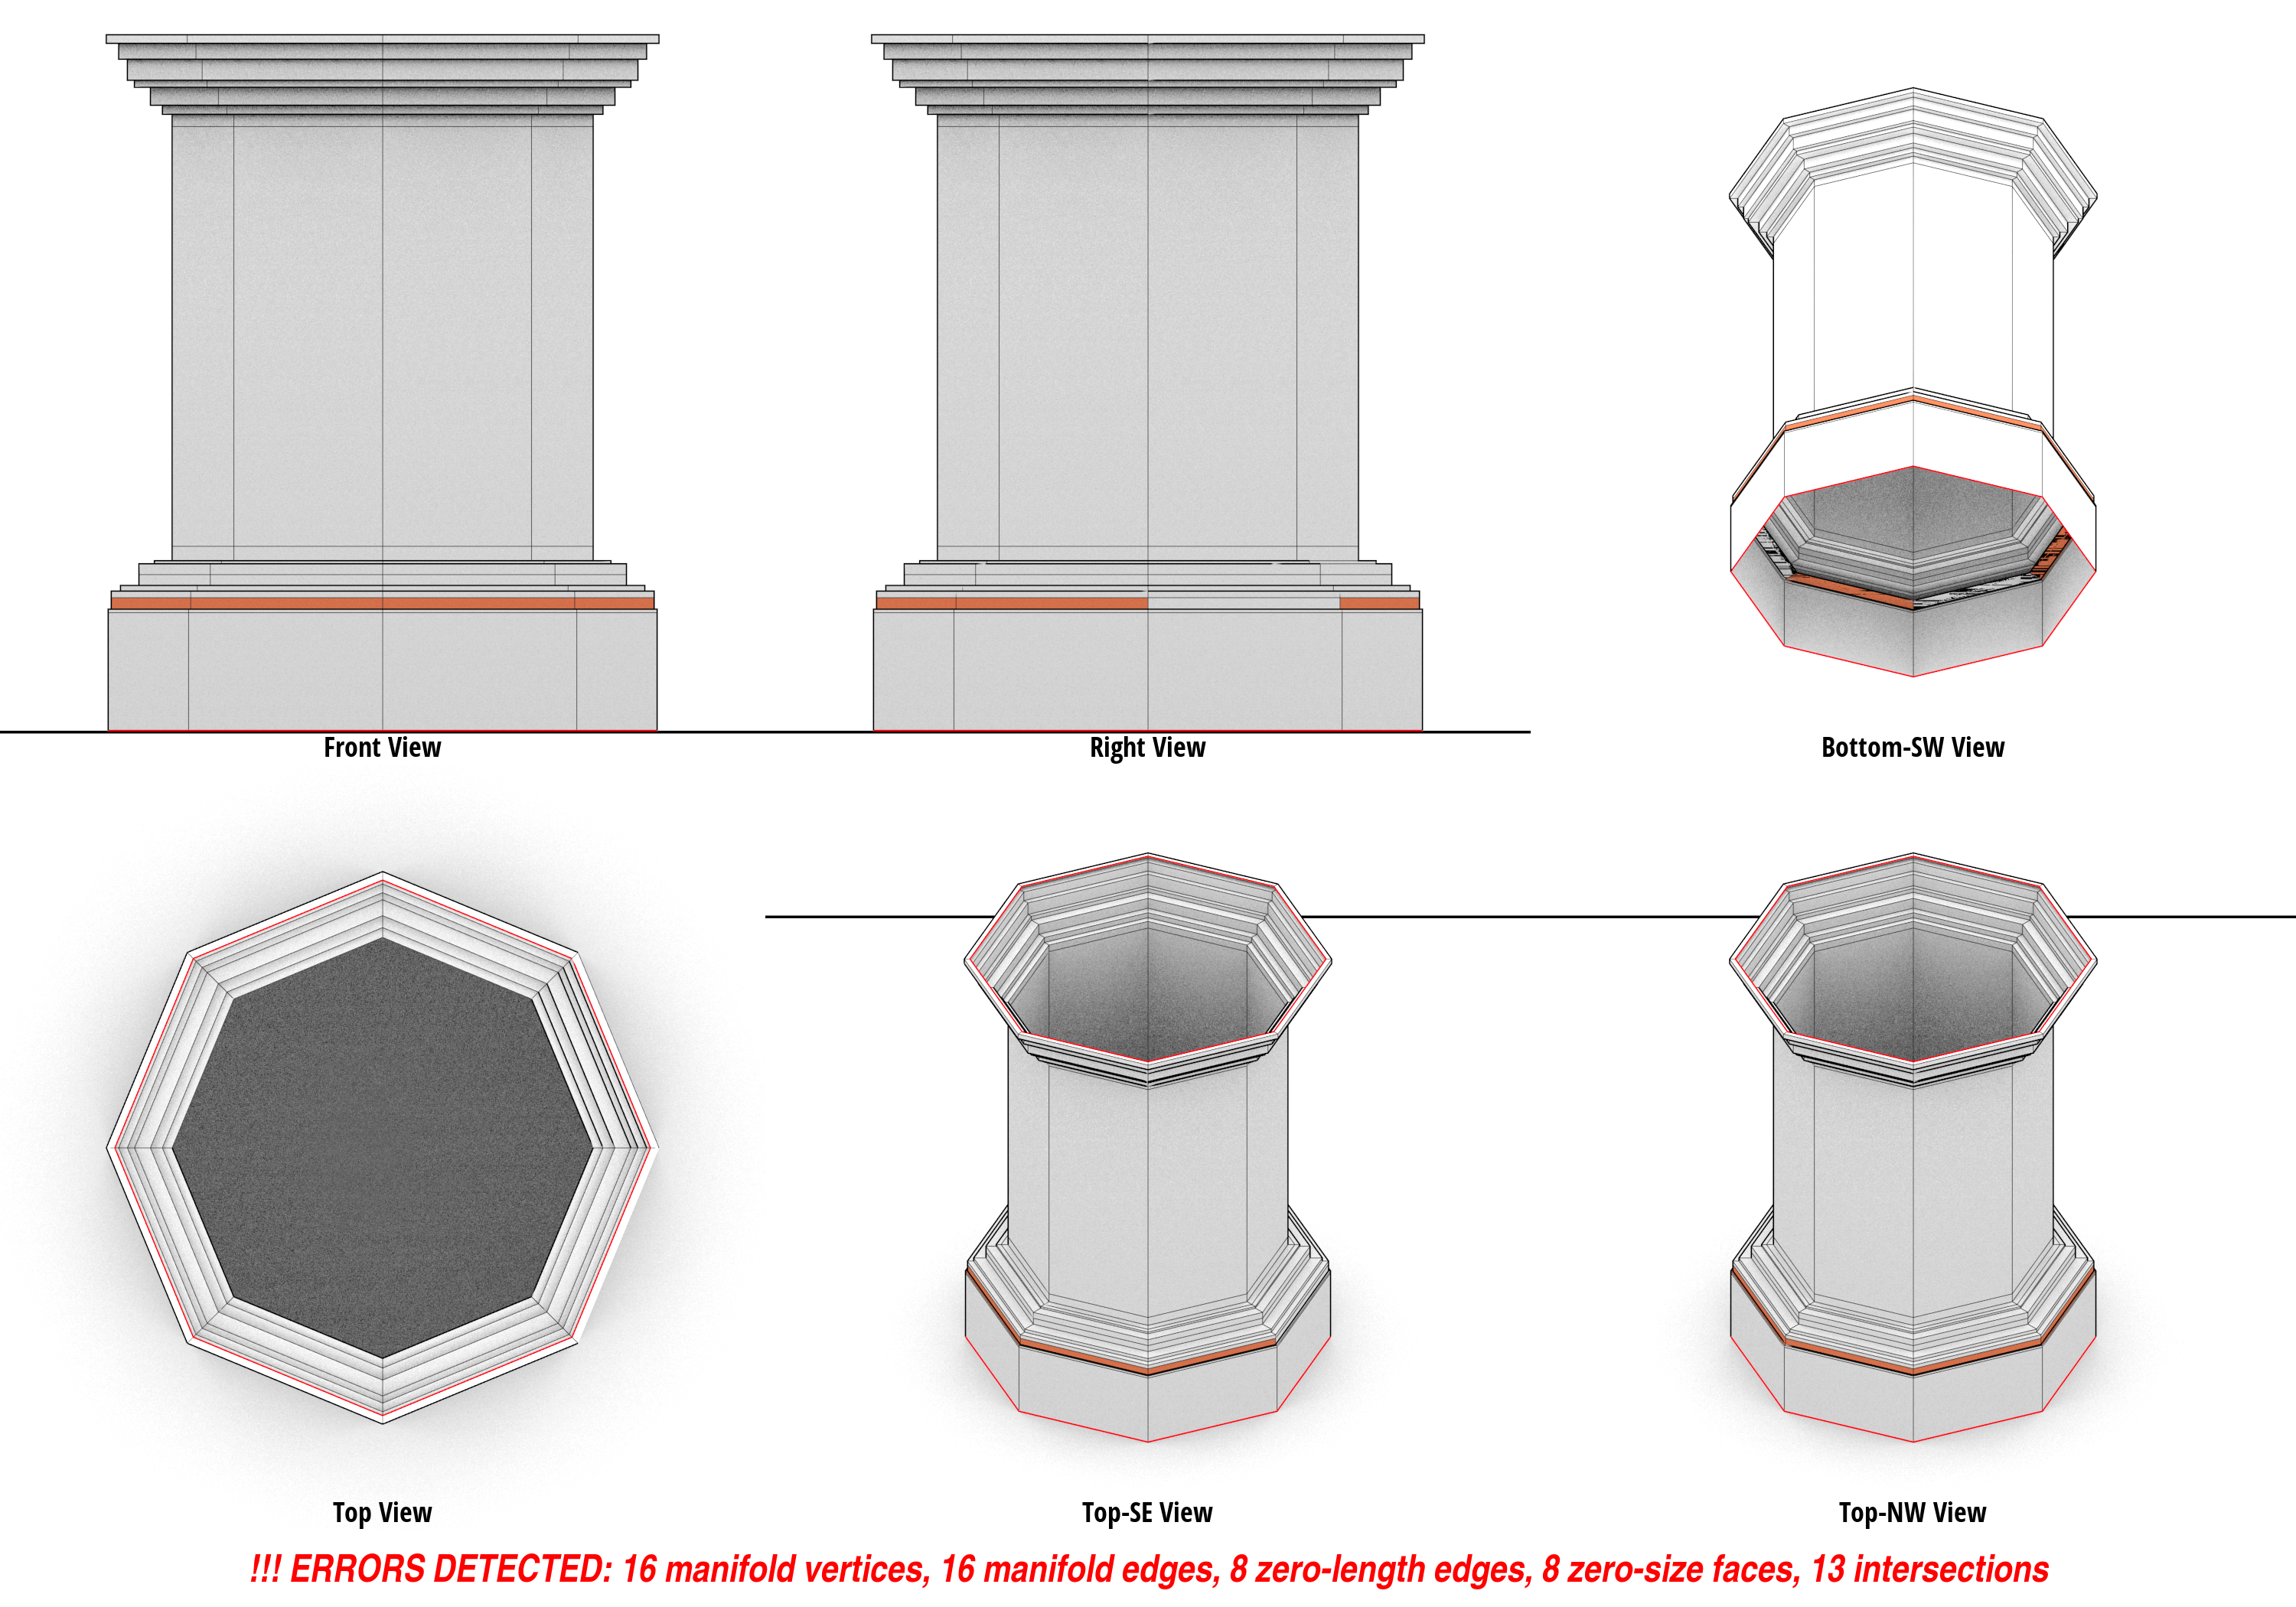 Front View
Right View
Bottom-SW View
Top View
Top-SE View
Top-NW View
!!! ERRORS DETECTED: 16 manifold vertices, 16 manifold edges, 8 zero-length edges, 8 zero-size faces, 13 intersections